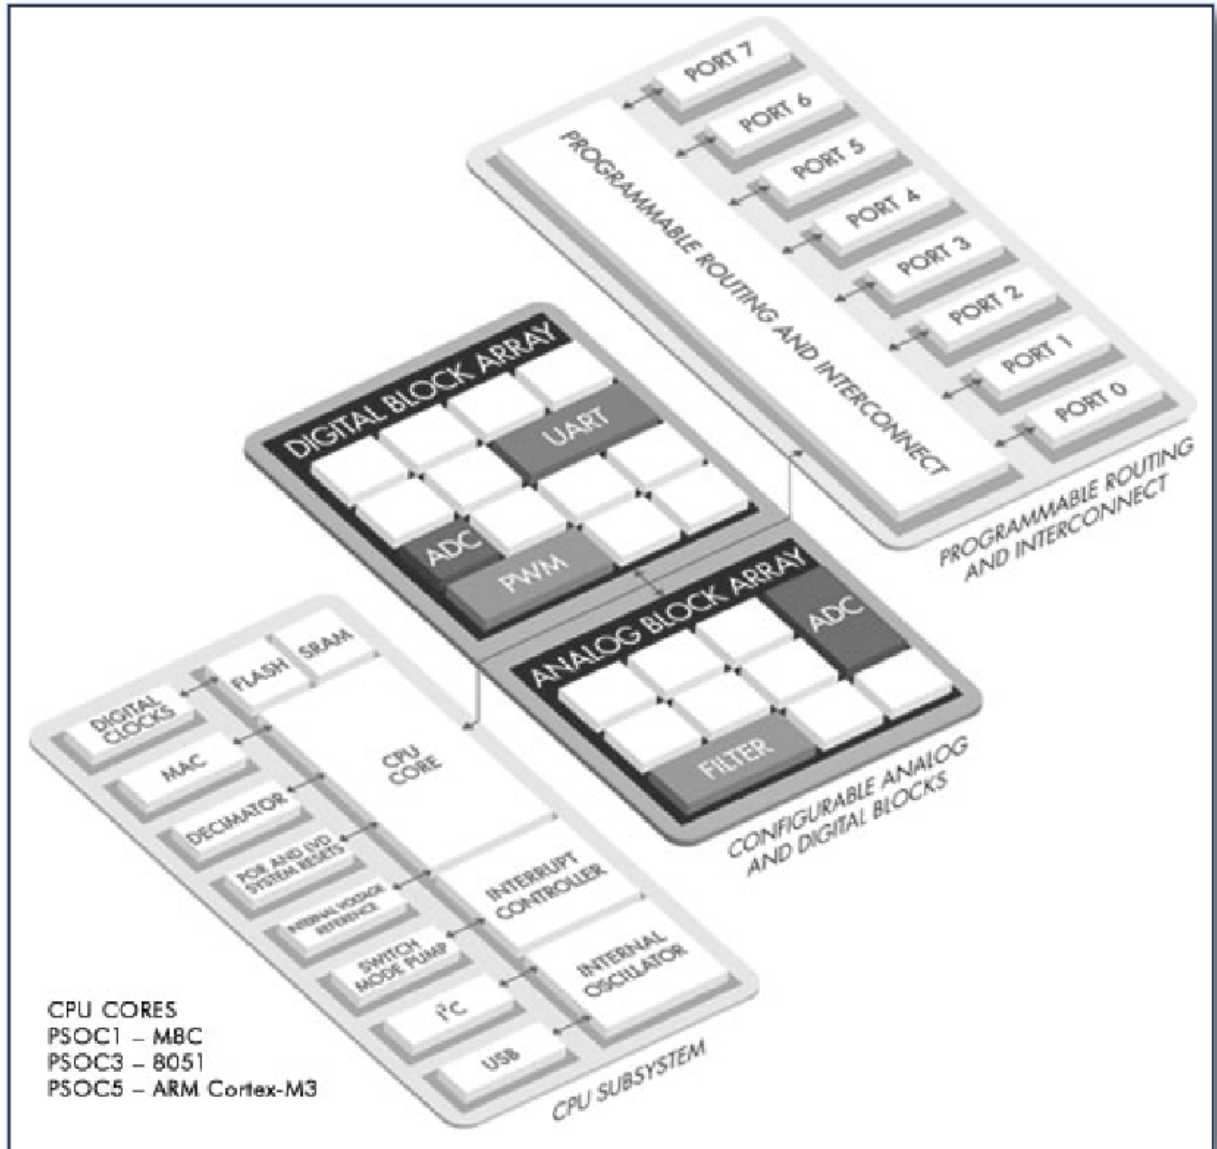 PORT 7
PORT 6
PORT 5
PORT 4
PORT 3
PORT 2
PORT 1
PORT 0
PROGRAMMABLE ROUTING AND INTERCONNECT
PROGRAMMABLE ROUTING
AND INTERCONNECT
DIGITAL BLOCK ARRAY
UART
ADC
PWM
ANALOG BLOCK ARRAY
ADC
FILTER
CONFIGURABLE ANALOG
AND DIGITAL BLOCKS
SRAM
FLASH
CPU
CORE
INTERRUPT
CONTROLLER
INTERNAL
OSCILLATOR
DIGITAL
CLOCKS
MAC
DECIMATOR
POR AND LVD
SYSTEM RESETS
INTERNAL VOLTAGE
REFERENCE
SWITCH
MODE PUMP
I²C
USB
CPU SUBSYSTEM
CPU CORES
PSOC1 – M8C
PSOC3 – 8051
PSOC5 – ARM Cortex-M3